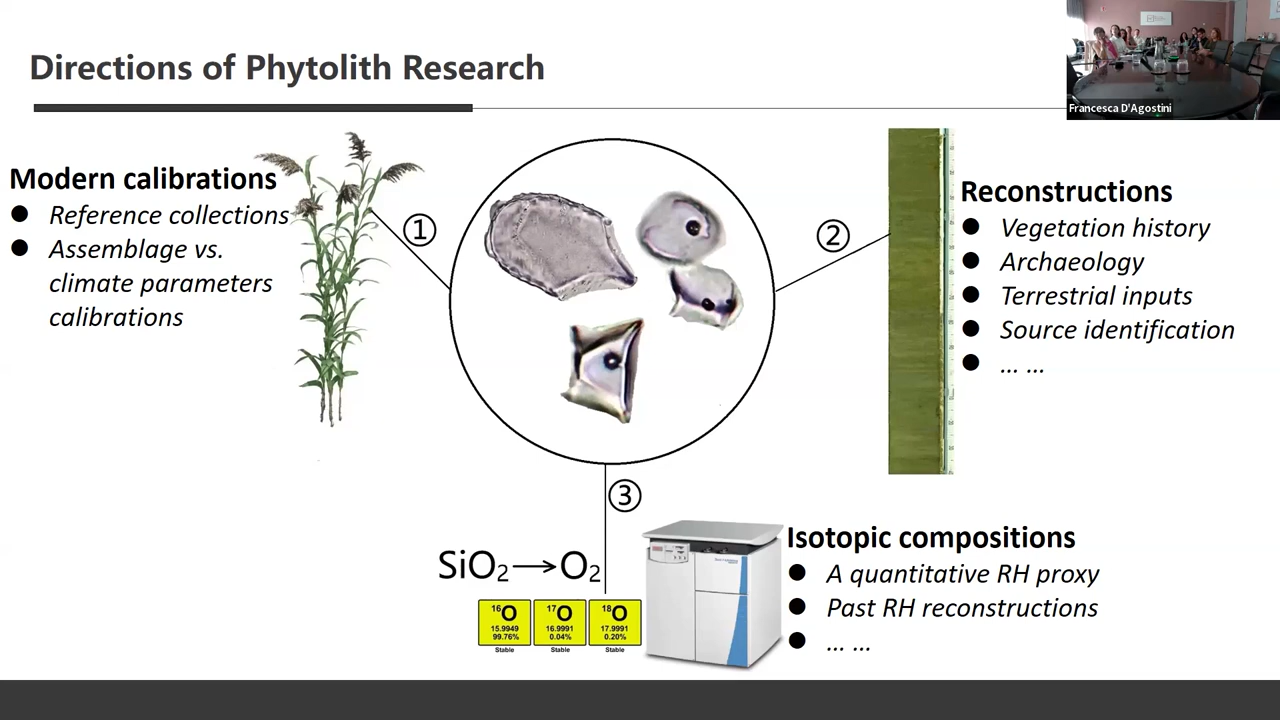 Directions of Phytolith Research
Francesca D'Agostini
Modern calibrations
Reference collections
Assemblage vs.
climate parameters
calibrations
①
②
Reconstructions
Vegetation history
Archaeology
Terrestrial inputs
Source identification
... ...
③
SiO₂→O₂
¹⁶O
15.9949
99.76%
Stable
¹⁷O
16.9991
0.04%
Stable
¹⁸O
17.9991
0.20%
Stable
Isotopic compositions
A quantitative RH proxy
Past RH reconstructions
... ...